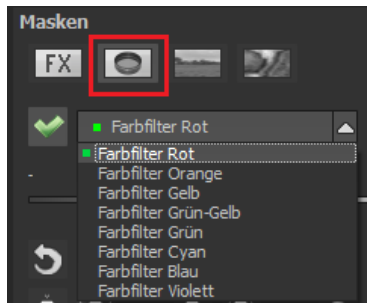 Masken
FX
Farbfilter Rot
Farbfilter Rot
Farbfilter Orange
Farbfilter Gelb
Farbfilter Grün-Gelb
Farbfilter Grün
Farbfilter Cyan
Farbfilter Blau
Farbfilter Violett